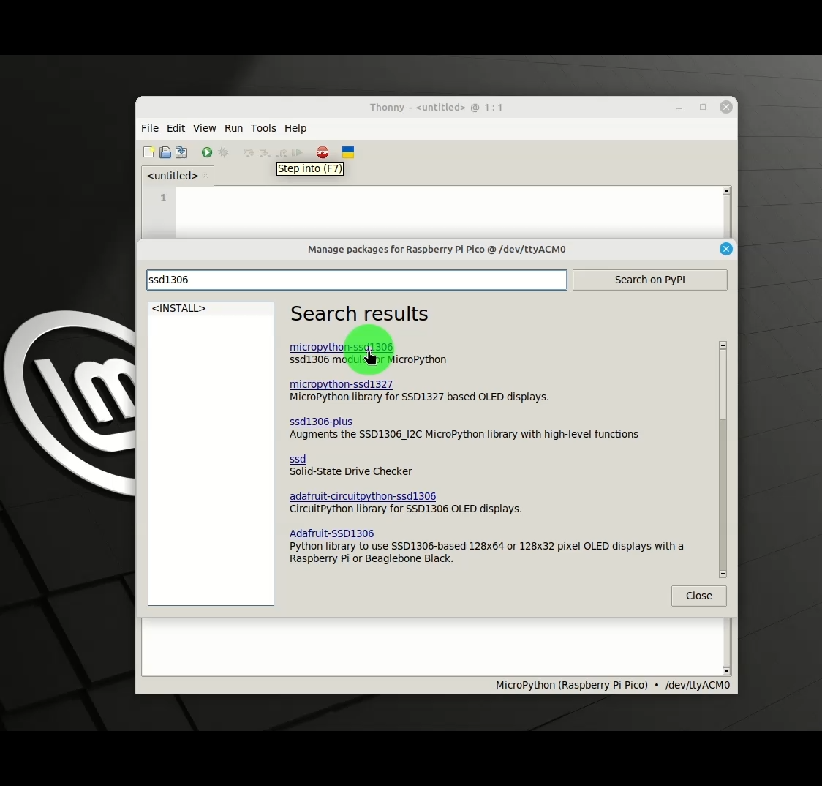 Thonny - <untitled> @ 1 : 1
File Edit View Run Tools Help
Step into (F7)
<untitled>
1
Manage packages for Raspberry Pi Pico @ /dev/ttyACM0
ssd1306
Search on PyPI
<INSTALL>
Search results
micropython-ssd1306
ssd1306 module for MicroPython
micropython-ssd1327
MicroPython library for SSD1327 based OLED displays.
ssd1306-plus
Augments the SSD1306_I2C MicroPython library with high-level functions
ssd
Solid-State Drive Checker
adafruit-circuitpython-ssd1306
CircuitPython library for SSD1306 OLED displays.
Adafruit-SSD1306
Python library to use SSD1306-based 128x64 or 128x32 pixel OLED displays with a
Raspberry Pi or Beaglebone Black.
Close
MicroPython (Raspberry Pi Pico) • /dev/ttyACM0